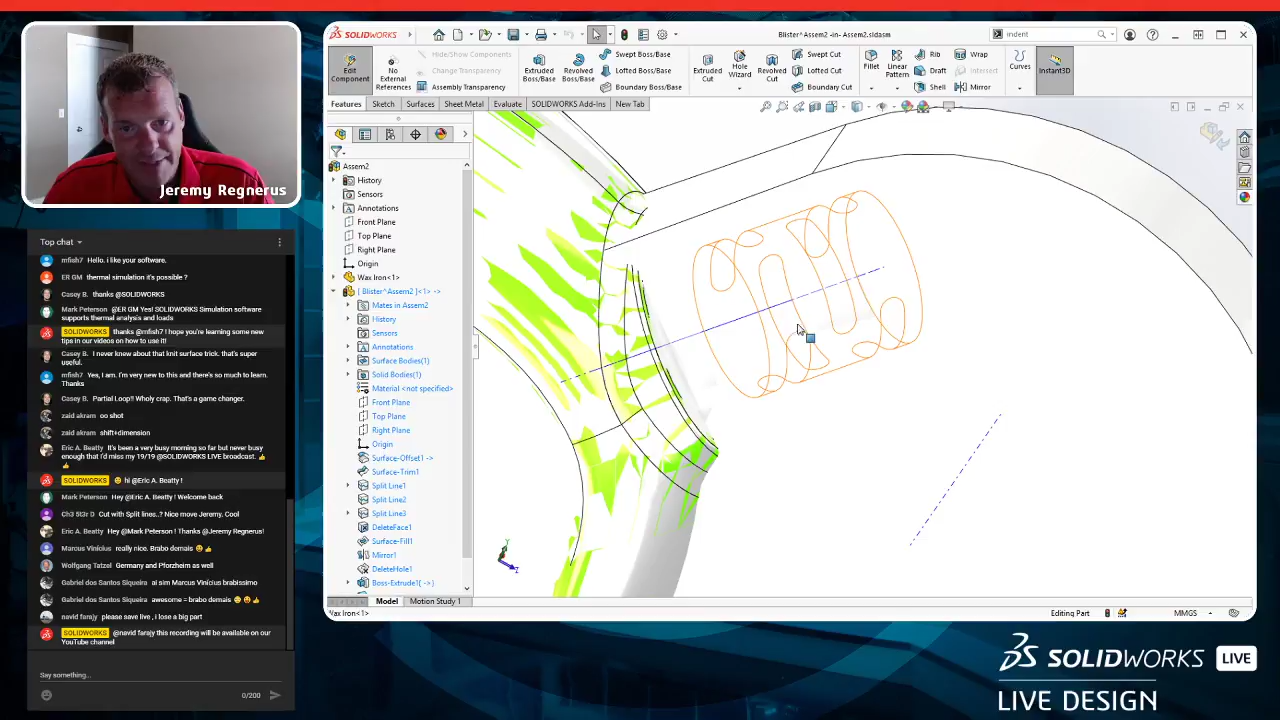 Jeremy Regnerus
Top chat
mfish7 Hello. i like your software.
ER GM thermal simulation it's possible ?
Casey B. thanks @SOLIDWORKS
Mark Peterson @ER GM Yes! SOLIDWORKS Simulation software
supports thermal analysis and loads
SOLIDWORKS thanks @mfish7 ! hope you're learning some new
tips in our videos on how to use it!
Casey B. I never knew about that knit surface trick. that's super
useful.
mfish7 Yes, I am. I'm very new to this and there's so much to learn.
Thanks
Casey B. Partial Loop!! Wholy crap. That's a game changer.
zaid akram oo shot
zaid akram shift+dimension
Eric A. Beatty It's been a very busy morning so far but never busy
enough that I'd miss my 19/19 @SOLIDWORKS LIVE broadcast. 👍
👍
SOLIDWORKS 🙂 hi @Eric A. Beatty !
Mark Peterson Hey @Eric A. Beatty ! Welcome back
Ch3 5t3r D Cut with Split lines..? Nice move Jeremy. Cool
Eric A. Beatty Hey @Mark Peterson ! Thanks @Jeremy Regnerus!
Marcus Vinícius really nice. Brabo demais 😀👍
Wolfgang Tatzel Germany and Pforzheim as well
Gabriel dos Santos Siqueira ai sim Marcus Vinícius brabissimo
Gabriel dos Santos Siqueira awesome = brabo demais
navid farajy please save live , i lose a big part
SOLIDWORKS @navid farajy this recording will be available on our
YouTube channel
Say something...
0/200
SOLIDWORKS
Blister^Assem2 -in- Assem2.sldasm
indent
Edit
Component
No
External
References
Hide/Show Components
Change Transparency
Assembly Transparency
Extruded
Boss/Base
Revolved
Boss/Base
Swept Boss/Base
Lofted Boss/Base
Boundary Boss/Base
Extruded
Cut
Hole
Wizard
Revolved
Cut
Swept Cut
Lofted Cut
Boundary Cut
Fillet
Linear
Pattern
Rib
Draft
Shell
Wrap
Intersect
Mirror
Curves
Instant3D
Features Sketch Surfaces Sheet Metal Evaluate SOLIDWORKS Add-Ins New Tab
Assem2
History
Sensors
Annotations
Front Plane
Top Plane
Right Plane
Origin
Wax Iron<1>
[ Blister^Assem2 ]<1> ->
Mates in Assem2
History
Sensors
Annotations
Surface Bodies(1)
Solid Bodies(1)
Material <not specified>
Front Plane
Top Plane
Right Plane
Origin
Surface-Offset1 ->
Surface-Trim1
Split Line1
Split Line2
Split Line3
DeleteFace1
Surface-Fill1
Mirror1
DeleteHole1
Boss-Extrude1{ ->}
Model Motion Study 1
Wax Iron<1>
Editing Part
MMGS
SOLIDWORKS LIVE
LIVE DESIGN